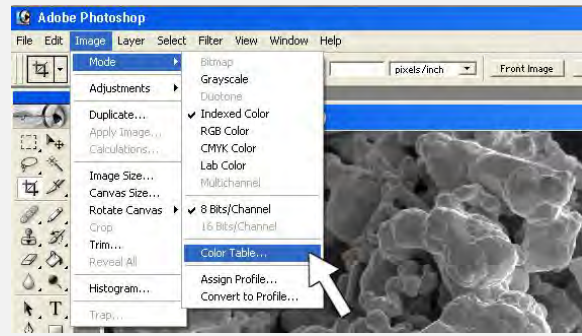 Adobe Photoshop
File Edit Image Layer Select Filter View Window Help
pixels/inch Front Image
Mode
Adjustments
Duplicate...
Apply Image...
Calculations...
Image Size...
Canvas Size...
Rotate Canvas
Crop
Trim...
Reveal All
Histogram...
Trap...
Bitmap
Grayscale
Duotone
Indexed Color
RGB Color
CMYK Color
Lab Color
Multichannel
8 Bits/Channel
16 Bits/Channel
Color Table...
Assign Profile...
Convert to Profile...